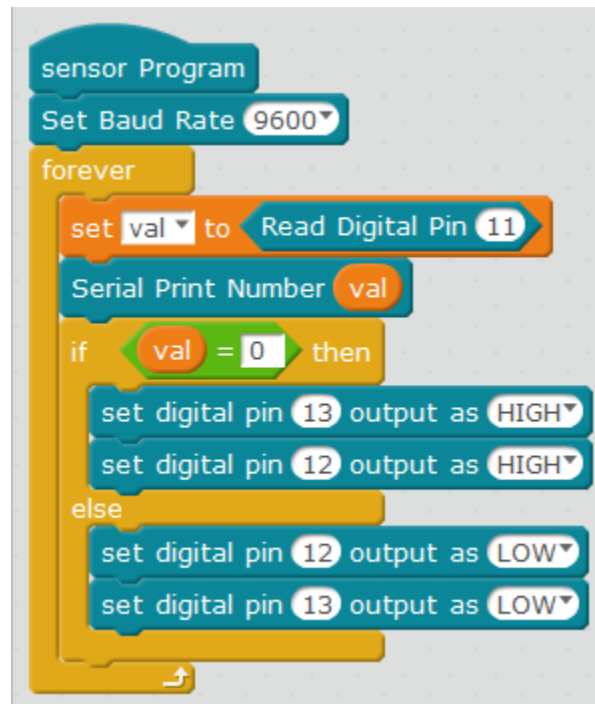 sensor Program
Set Baud Rate 9600
forever
set val to Read Digital Pin 11
Serial Print Number val
if val = 0 then
set digital pin 13 output as HIGH
set digital pin 12 output as HIGH
else
set digital pin 12 output as LOW
set digital pin 13 output as LOW